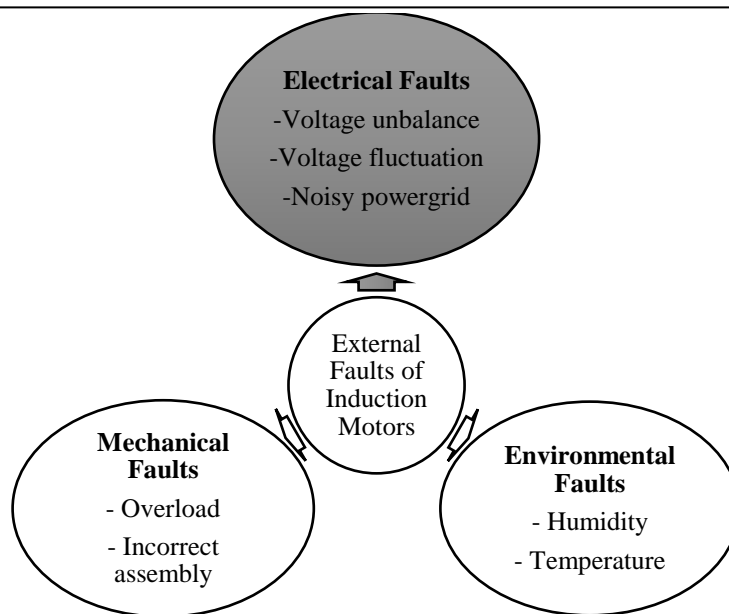 Electrical Faults
-Voltage unbalance
-Voltage fluctuation
-Noisy powergrid
External
Faults of
Induction
Motors
Mechanical
Faults
- Overload
- Incorrect
assembly
Environmental
Faults
- Humidity
- Temperature